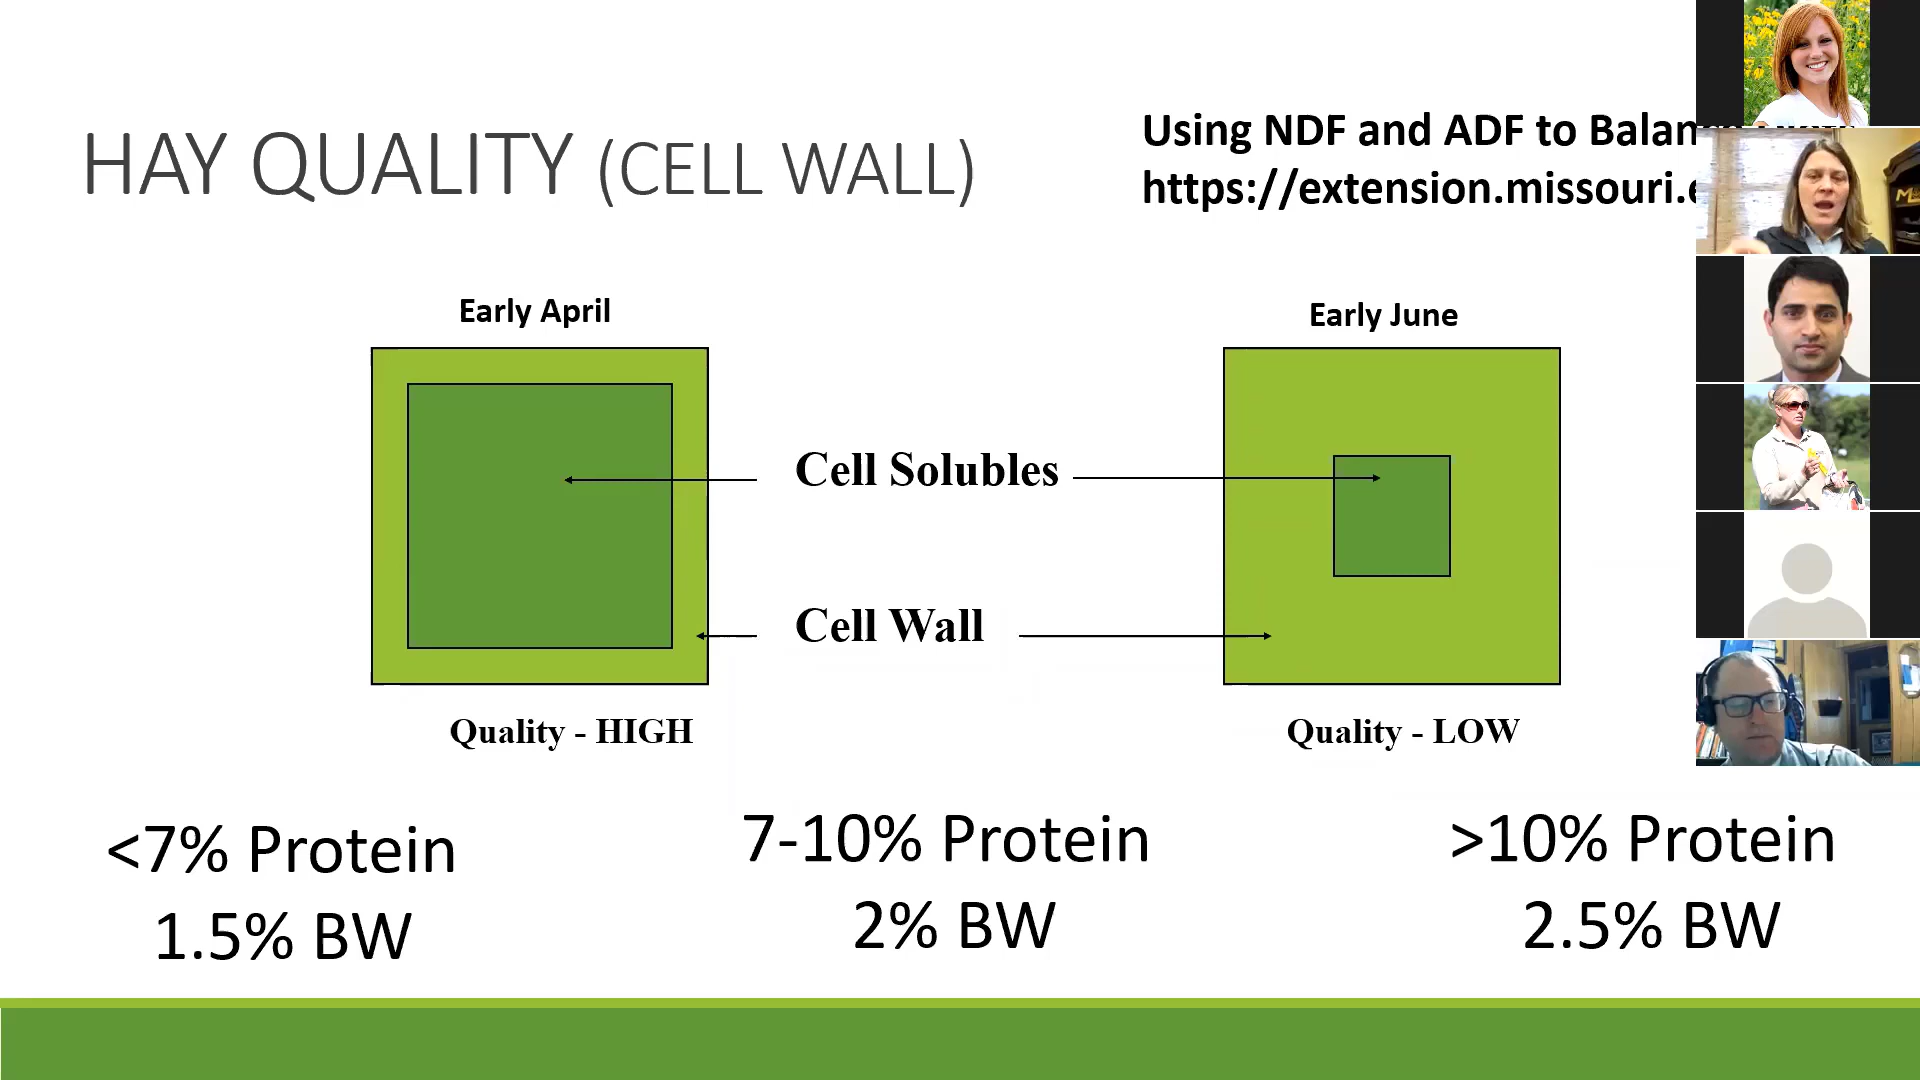 HAY QUALITY (CELL WALL)
Using NDF and ADF to
https://extension.missouri.
Early April
Early June
Cell Solubles
Cell Wall
Quality - HIGH
Quality - LOW
<7% Protein
1.5% BW
7-10% Protein
2% BW
>10% Protein
2.5% BW